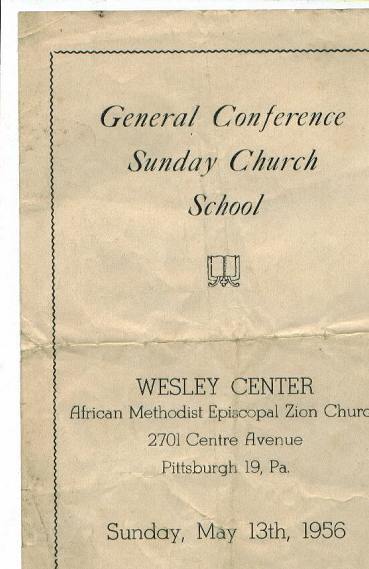 General Conference
Sunday Church
School
WESLEY CENTER
African Methodist Episcopal Zion Churc
2701 Centre Avenue
Pittsburgh 19, Pa.
Sunday, May 13th, 1956